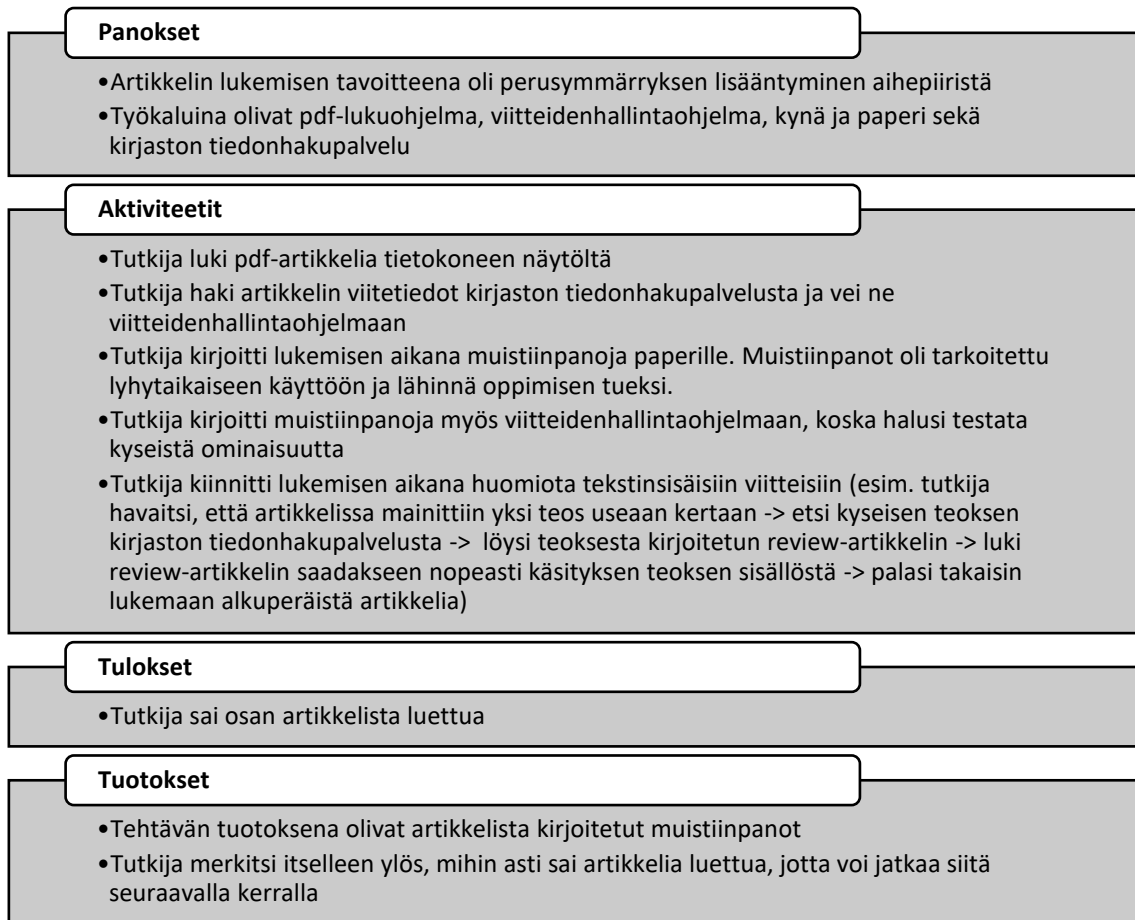 Panokset
•Artikkelin lukemisen tavoitteena oli perusymmärryksen lisääntyminen aihepiiristä
•Työkaluina olivat pdf-lukuohjelma, viitteidenhallintaohjelma, kynä ja paperi sekä
kirjaston tiedonhakupalvelu
Aktiviteetit
•Tutkija luki pdf-artikkelia tietokoneen näytöltä
•Tutkija haki artikkelin viitetiedot kirjaston tiedonhakupalvelusta ja vei ne
viitteidenhallintaohjelmaan
•Tutkija kirjoitti lukemisen aikana muistiinpanoja paperille. Muistiinpanot oli tarkoitettu
lyhytaikaiseen käyttöön ja lähinnä oppimisen tueksi.
•Tutkija kirjoitti muistiinpanoja myös viitteidenhallintaohjelmaan, koska halusi testata
kyseistä ominaisuutta
•Tutkija kiinnitti lukemisen aikana huomiota tekstinsisäisiin viitteisiin (esim. tutkija
havaitsi, että artikkelissa mainittiin yksi teos useaan kertaan -> etsi kyseisen teoksen
kirjaston tiedonhakupalvelusta -> löysi teoksesta kirjoitetun review-artikkelin -> luki
review-artikkelin saadakseen nopeasti käsityksen teoksen sisällöstä -> palasi takaisin
lukemaan alkuperäistä artikkelia)
Tulokset
•Tutkija sai osan artikkelista luettua
Tuotokset
•Tehtävän tuotoksena olivat artikkelista kirjoitetut muistiinpanot
•Tutkija merkitsi itselleen ylös, mihin asti sai artikkelia luettua, jotta voi jatkaa siitä
seuraavalla kerralla